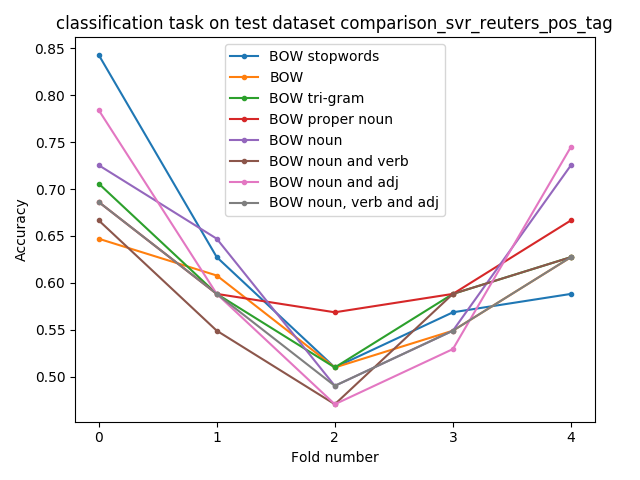 classification task on test dataset comparison_svr_reuters_pos_tag
0.85
0.80
0.75
0.70
0.65
0.60
0.55
0.50
Accuracy
BOW stopwords
BOW
BOW tri-gram
BOW proper noun
BOW noun
BOW noun and verb
BOW noun and adj
BOW noun, verb and adj
0 1 2 3 4
Fold number